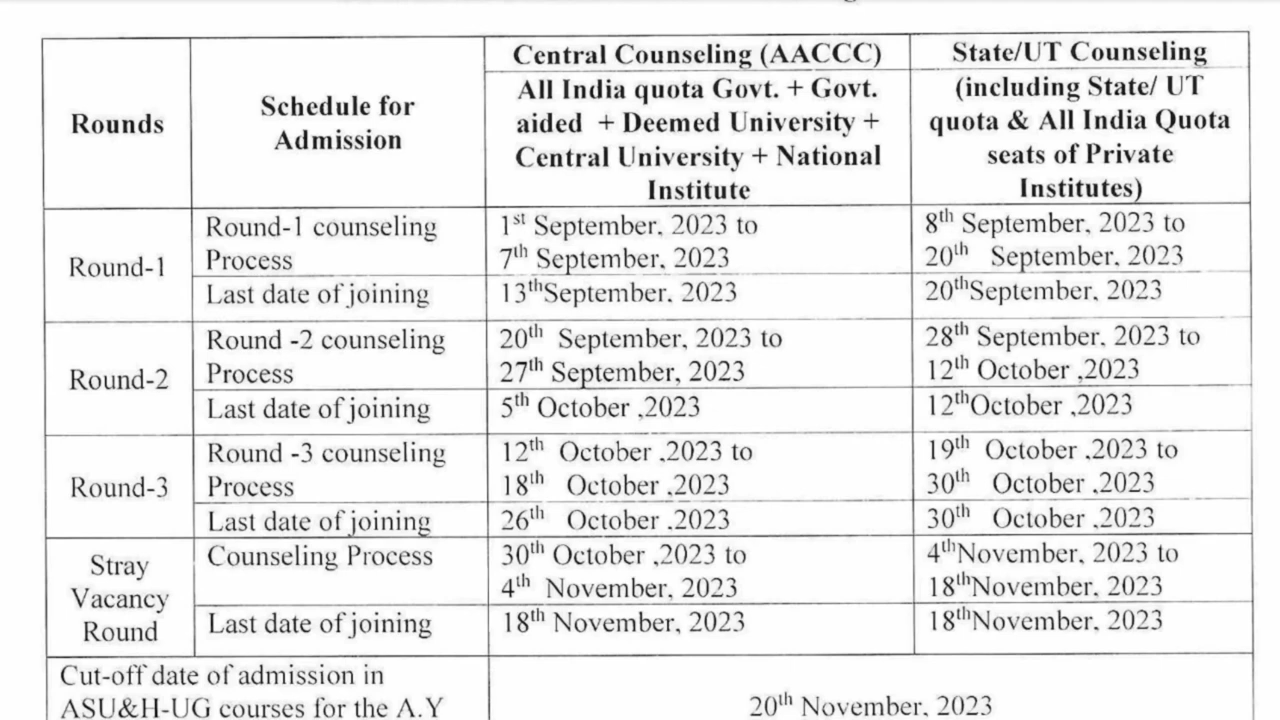 Rounds
Schedule for
Admission
Central Counseling (AACCC)
All India quota Govt. + Govt.
aided + Deemed University +
Central University + National
Institute
State/UT Counseling
(including State/ UT
quota & All India Quota
seats of Private
Institutes)
Round-1
Round-1 counseling
Process
1st September, 2023 to
7th September, 2023
8th September, 2023 to
20th September, 2023
Last date of joining
13thSeptember, 2023
20thSeptember, 2023
Round-2
Round -2 counseling
Process
20th September, 2023 to
27th September, 2023
28th September, 2023 to
12th October ,2023
Last date of joining
5th October ,2023
12thOctober ,2023
Round-3
Round -3 counseling
Process
12th October ,2023 to
18th October ,2023
19th October ,2023 to
30th October ,2023
Last date of joining
26th October ,2023
30th October ,2023
Stray
Vacancy
Round
Counseling Process
30th October ,2023 to
4th November, 2023
4thNovember, 2023 to
18thNovember, 2023
Last date of joining
18th November, 2023
18thNovember, 2023
Cut-off date of admission in
ASU&H-UG courses for the A.Y
20th November, 2023